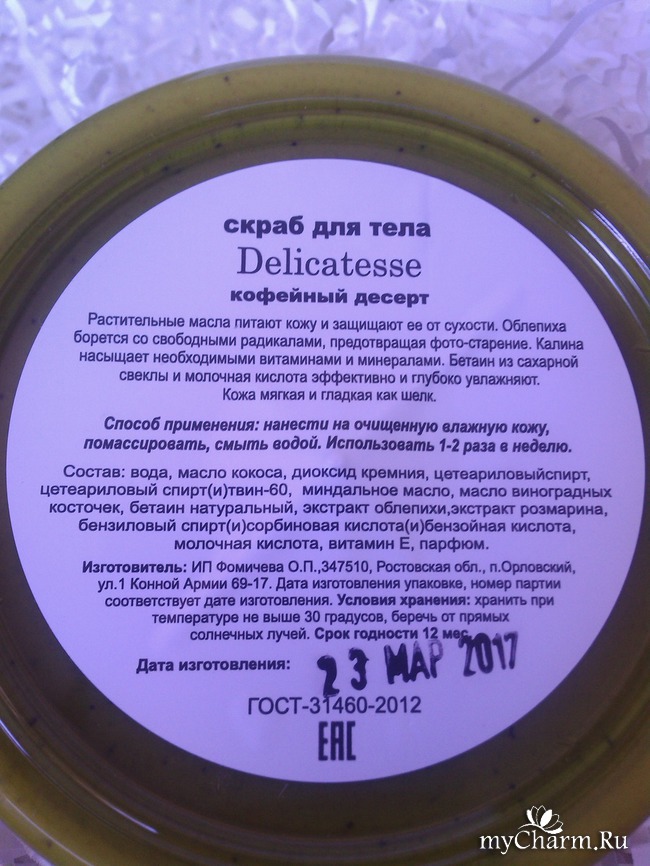 скраб для тела
Delicatesse
кофейный десерт
Растительные масла питают кожу и защищают ее от сухости. Облепиха
борется со свободными радикалами, предотвращая фото-старение. Калина
насыщает необходимыми витаминами и минералами. Бетаин из сахарной
свеклы и молочная кислота эффективно и глубоко увлажняют.
Кожа мягкая и гладкая как шелк.
Способ применения: нанести на очищенную влажную кожу,
помассировать, смыть водой. Использовать 1-2 раза в неделю.
Состав: вода, масло кокоса, диоксид кремния, цетеариловыйспирт,
цетеариловый спирт(и)твин-60, миндальное масло, масло виноградных
косточек, бетаин натуральный, экстракт облепихи,экстракт розмарина,
бензиловый спирт(и)сорбиновая кислота(и)бензойная кислота,
молочная кислота, витамин Е, парфюм.
Изготовитель: ИП Фомичева О.П.,347510, Ростовская обл., п.Орловский,
ул.1 Конной Армии 69-17. Дата изготовления упаковке, номер партии
соответствует дате изготовления. Условия хранения: хранить при
температуре не выше 30 градусов, беречь от прямых
солнечных лучей. Срок годности 12 мес.
Дата изготовления: 23 МАР 2017
ГОСТ-31460-2012
ЕАС
myCharm.Ru